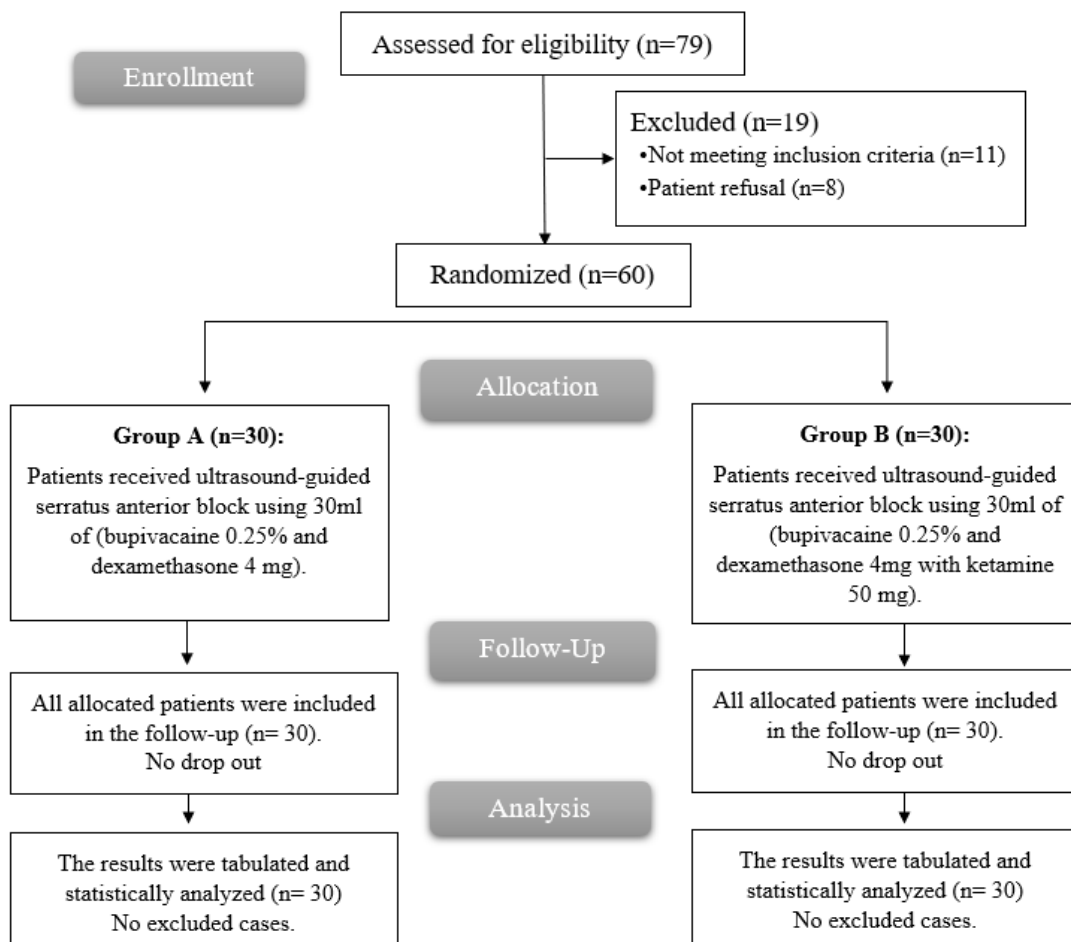 Assessed for eligibility (n=79)
Enrollment
Excluded (n=19)
•Not meeting inclusion criteria (n=11)
•Patient refusal (n=8)
Randomized (n=60)
Allocation
Group A (n=30):
Patients received ultrasound-guided
serratus anterior block using 30ml
of (bupivacaine 0.25% and
dexamethasone 4 mg).
Group B (n=30):
Patients received ultrasound-guided
serratus anterior block using 30ml of
(bupivacaine 0.25% and
dexamethasone 4mg with ketamine
50 mg).
Follow-Up
All allocated patients were included
in the follow-up (n= 30).
No drop out
All allocated patients were included
in the follow-up (n= 30).
No drop out
Analysis
The results were tabulated and
statistically analyzed (n= 30)
No excluded cases.
The results were tabulated and
statistically analyzed (n= 30)
No excluded cases.